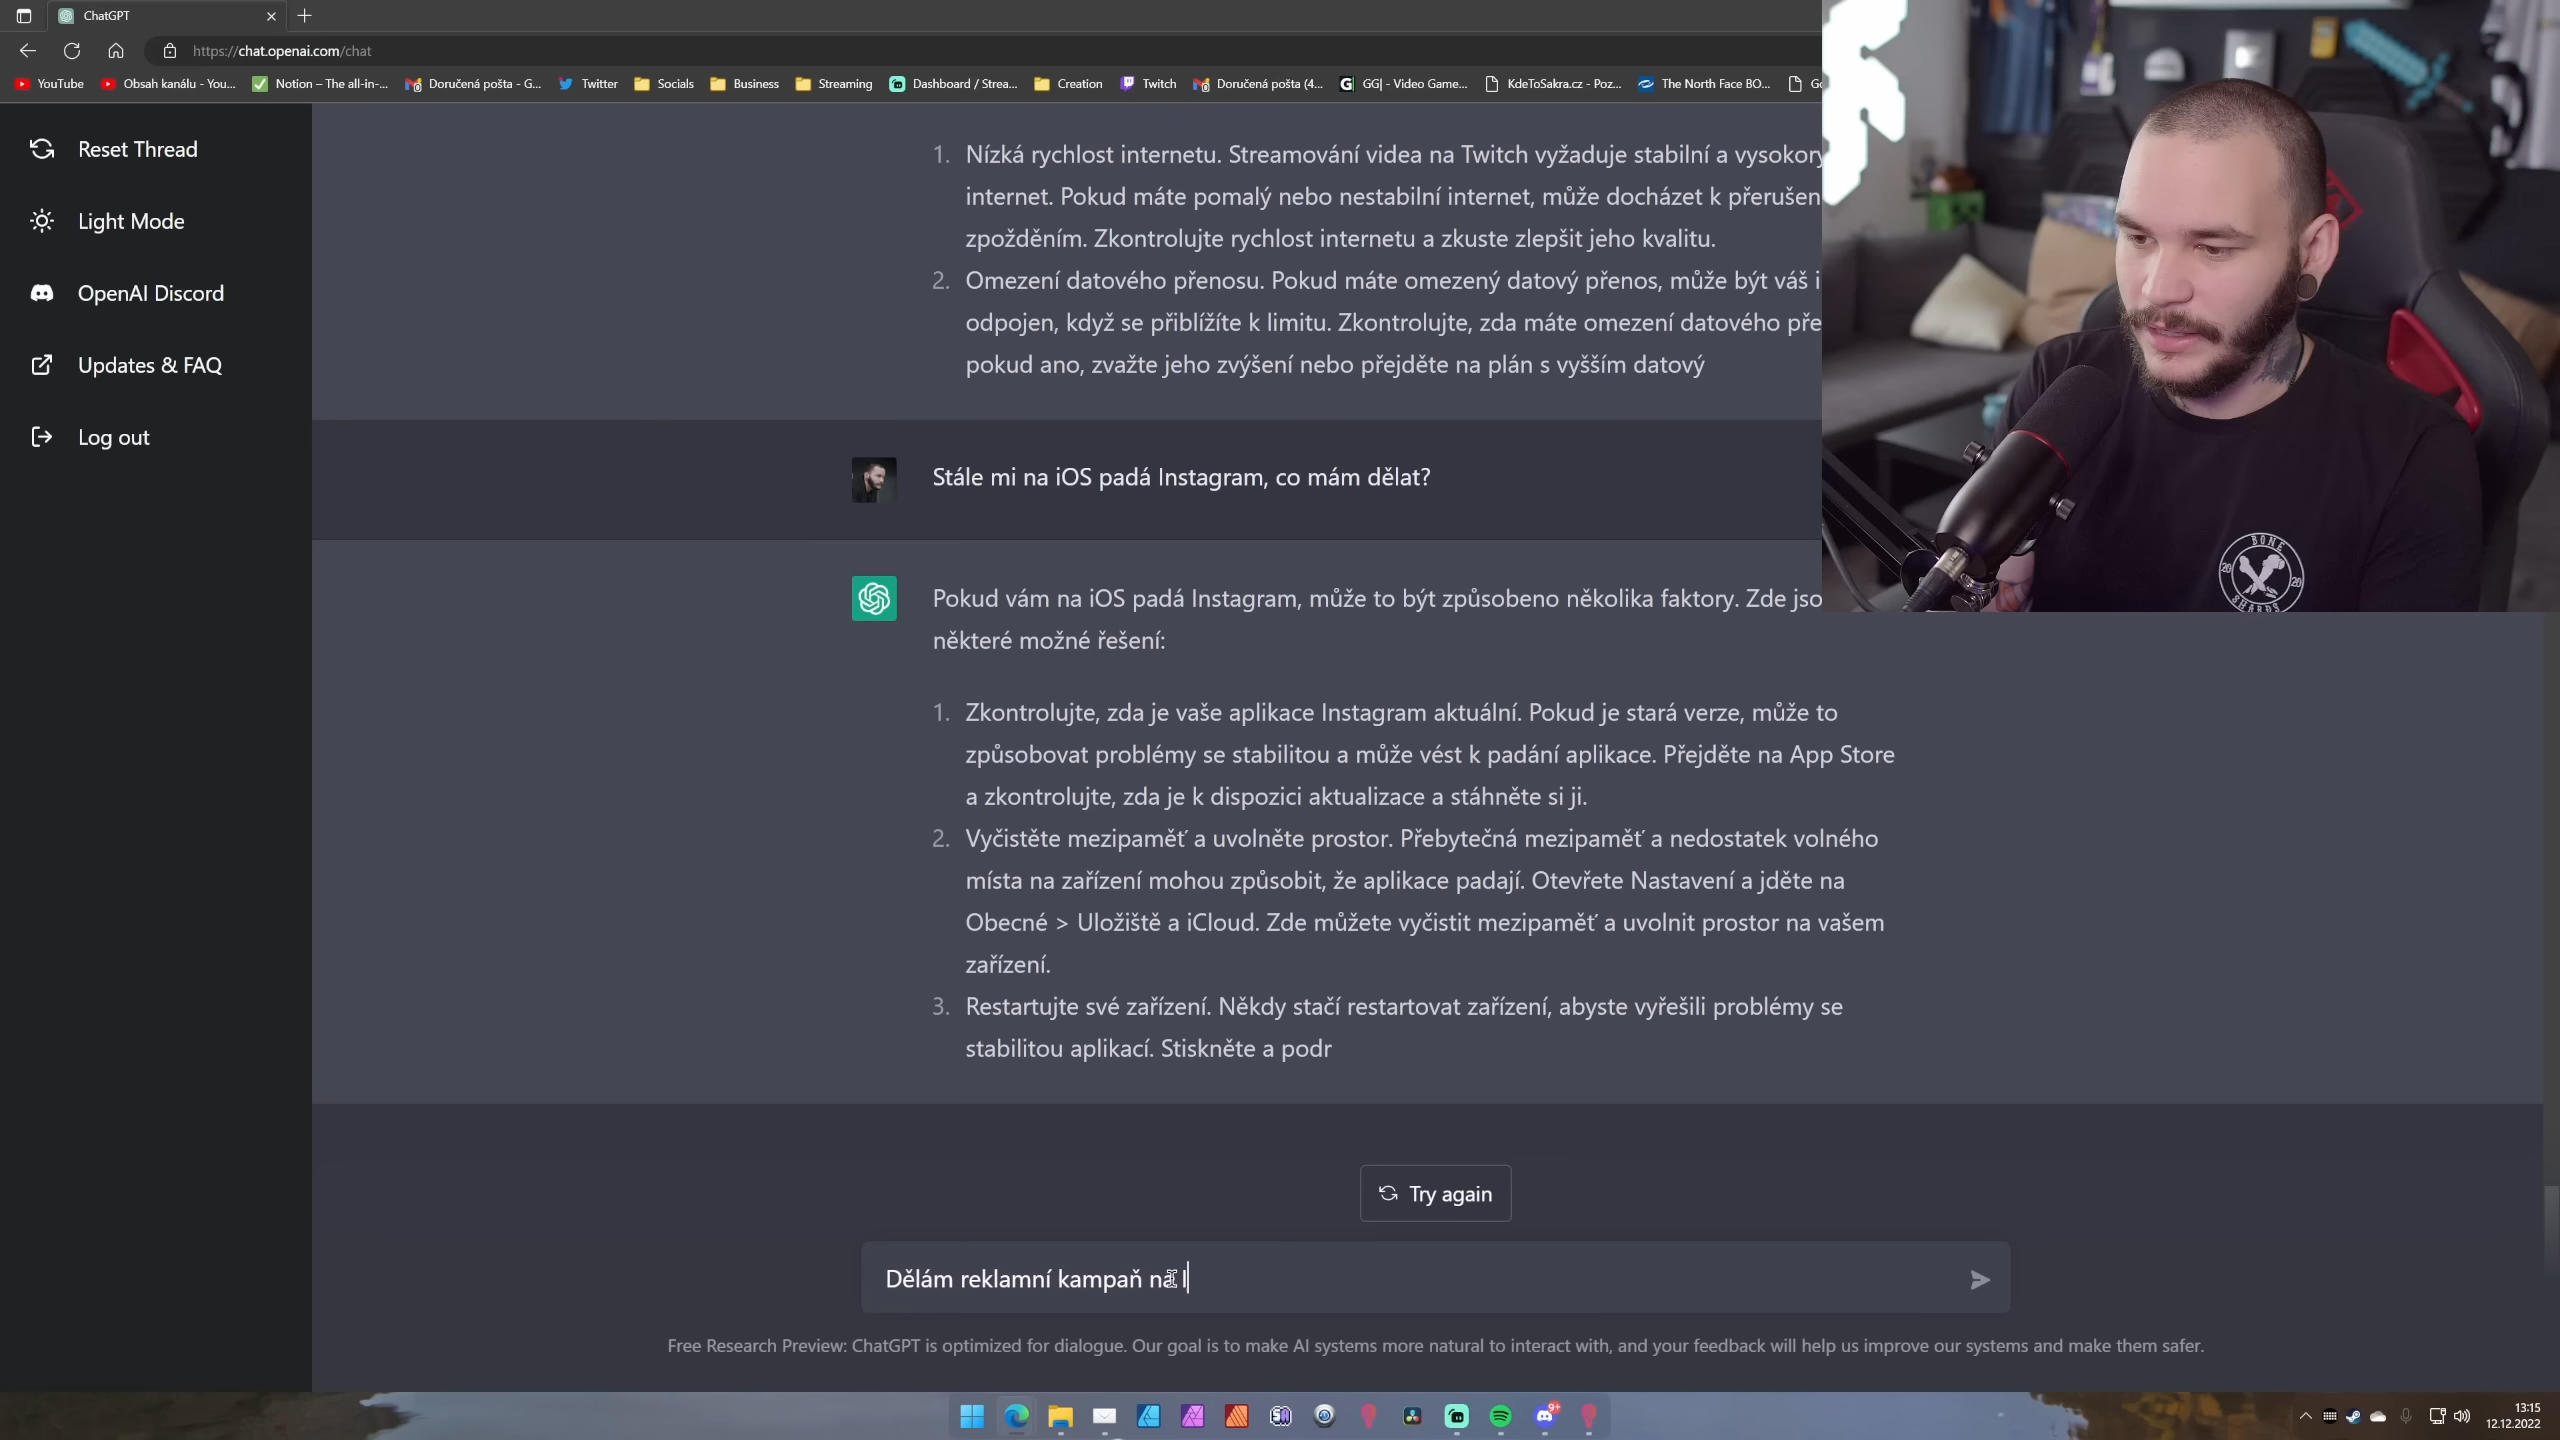 ChatGPT
https://chat.openai.com/chat
YouTube Obsah kanálu - You... Notion – The all-in-... Doručená pošta - G... Twitter Socials Business Streaming Dashboard / Strea... Creation Twitch Doručená pošta (4... GG| - Video Game... KdeToSakra.cz - Poz... The North Face BO...
Reset Thread
Light Mode
OpenAI Discord
Updates & FAQ
Log out
1. Nízká rychlost internetu. Streamování videa na Twitch vyžaduje stabilní a vysokory
internet. Pokud máte pomalý nebo nestabilní internet, může docházet k přerušen
zpožděním. Zkontrolujte rychlost internetu a zkuste zlepšit jeho kvalitu.
2. Omezení datového přenosu. Pokud máte omezený datový přenos, může být váš i
odpojen, když se přiblížíte k limitu. Zkontrolujte, zda máte omezení datového pře
pokud ano, zvažte jeho zvýšení nebo přejděte na plán s vyšším datový
Stále mi na iOS padá Instagram, co mám dělat?
Pokud vám na iOS padá Instagram, může to být způsobeno několika faktory. Zde jso
některé možné řešení:
1. Zkontrolujte, zda je vaše aplikace Instagram aktuální. Pokud je stará verze, může to
způsobovat problémy se stabilitou a může vést k padání aplikace. Přejděte na App Store
a zkontrolujte, zda je k dispozici aktualizace a stáhněte si ji.
2. Vyčistěte mezipaměť a uvolněte prostor. Přebytečná mezipaměť a nedostatek volného
místa na zařízení mohou způsobit, že aplikace padají. Otevřete Nastavení a jděte na
Obecné > Uložiště a iCloud. Zde můžete vyčistit mezipaměť a uvolnit prostor na vašem
zařízení.
3. Restartujte své zařízení. Někdy stačí restartovat zařízení, abyste vyřešili problémy se
stabilitou aplikací. Stiskněte a podr
Try again
Dělám reklamní kampaň na I
Free Research Preview: ChatGPT is optimized for dialogue. Our goal is to make AI systems more natural to interact with, and your feedback will help us improve our systems and make them safer.
BONE
20 20
SHARDS
9+
13:15
12.12.2022